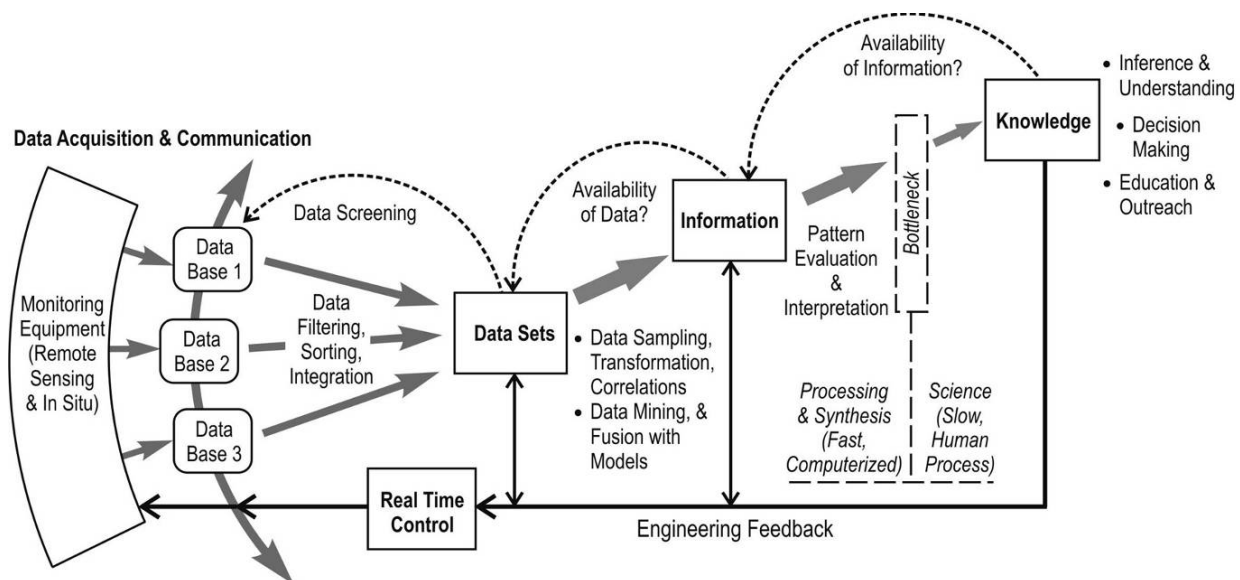 Availability
of Information?
• Inference &
Understanding
Knowledge
• Decision
Making
• Education &
Outreach
Data Acquisition & Communication
Data Screening
Availability
of Data?
Information
Bottleneck
Pattern
Evaluation
&
Interpretation
Data
Base 1
Monitoring
Equipment
(Remote
Sensing
& In Situ)
Data
Base 2
Data
Filtering,
Sorting,
Integration
Data Sets
• Data Sampling,
Transformation,
Correlations
• Data Mining, &
Fusion with
Models
Processing
& Synthesis
(Fast,
Computerized)
Science
(Slow,
Human
Process)
Data
Base 3
Real Time
Control
Engineering Feedback